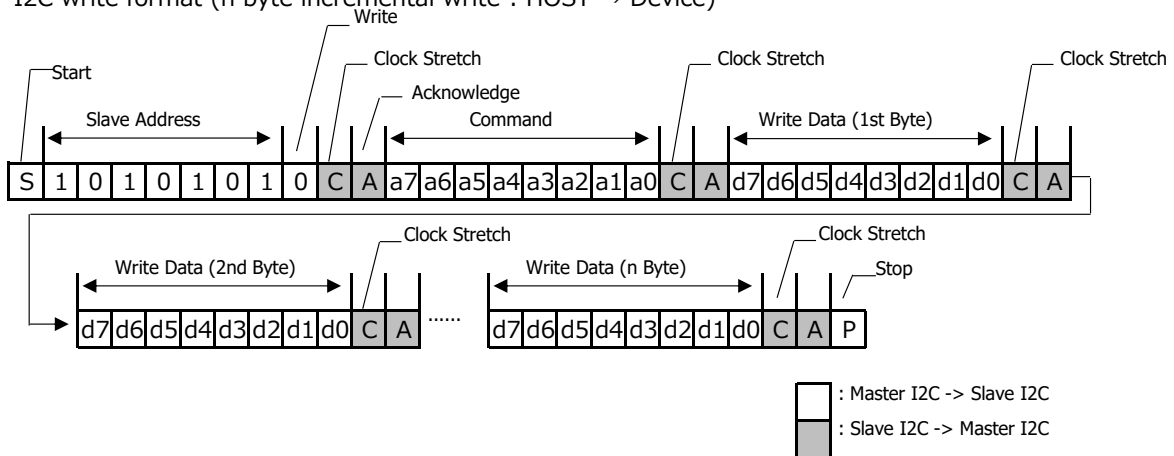 I2C write format (n byte incremental write : HOST -> Device)
Write
Start
Clock Stretch
Clock Stretch
Clock Stretch
Acknowledge
Slave Address
Command
Write Data (1st Byte)
S 1 0 1 0 1 0 1 0 C A a7 a6 a5 a4 a3 a2 a1 a0 C A d7 d6 d5 d4 d3 d2 d1 d0 C A
Clock Stretch
Clock Stretch
Write Data (2nd Byte)
Write Data (n Byte)
Stop
d7 d6 d5 d4 d3 d2 d1 d0 C A ...... d7 d6 d5 d4 d3 d2 d1 d0 C A P
: Master I2C -> Slave I2C
: Slave I2C -> Master I2C